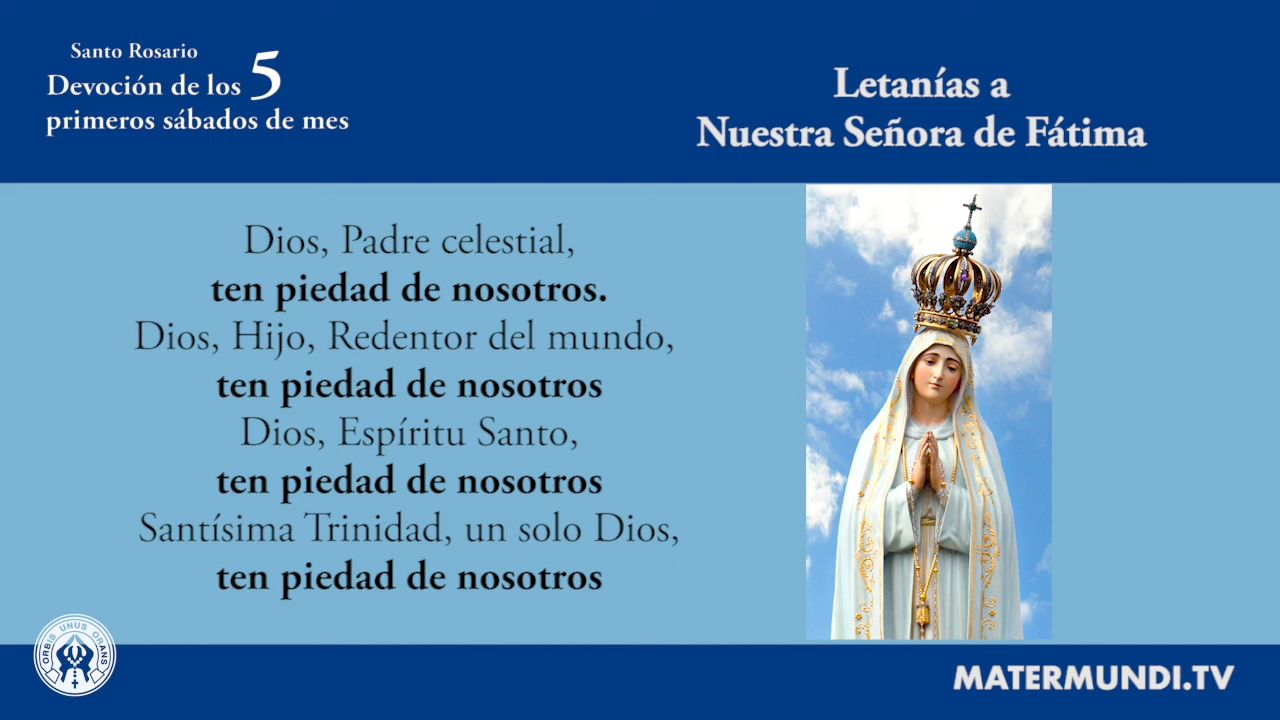 Santo Rosario
Devoción de los 5
primeros sábados de mes
Letanías a
Nuestra Señora de Fátima
Dios, Padre celestial,
ten piedad de nosotros.
Dios, Hijo, Redentor del mundo,
ten piedad de nosotros
Dios, Espíritu Santo,
ten piedad de nosotros
Santísima Trinidad, un solo Dios,
ten piedad de nosotros
ORBIS UNUS ORANS
MATERMUNDI.TV